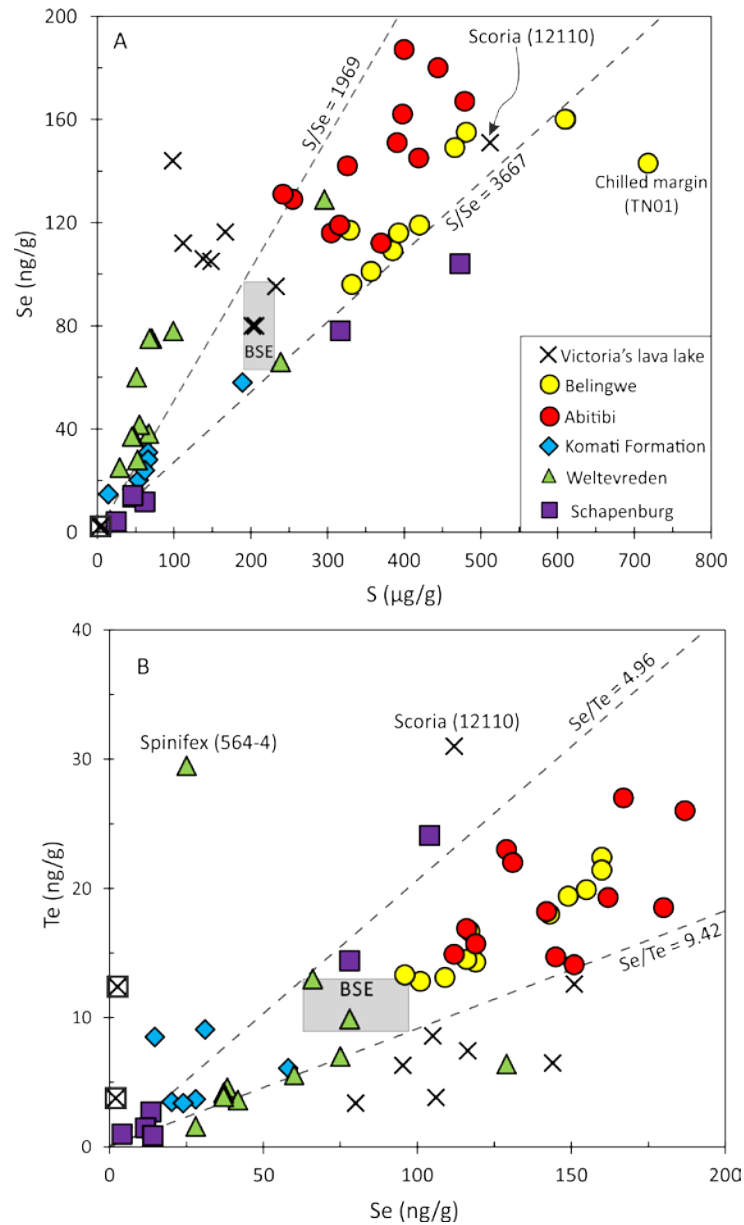 A
Scoria (12110)
S/Se = 1969
S/Se = 3667
Chilled margin
(TN01)
BSE
Victoria's lava lake
Belingwe
Abitibi
Komati Formation
Weltevreden
Schapenburg
200
160
120
80
40
0
Se (ng/g)
0 100 200 300 400 500 600 700 800
S (µg/g)
B
Spinifex (564-4)
Scoria (12110)
Se/Te = 4.96
Se/Te = 9.42
BSE
40
30
20
10
0
Te (ng/g)
0 50 100 150 200
Se (ng/g)